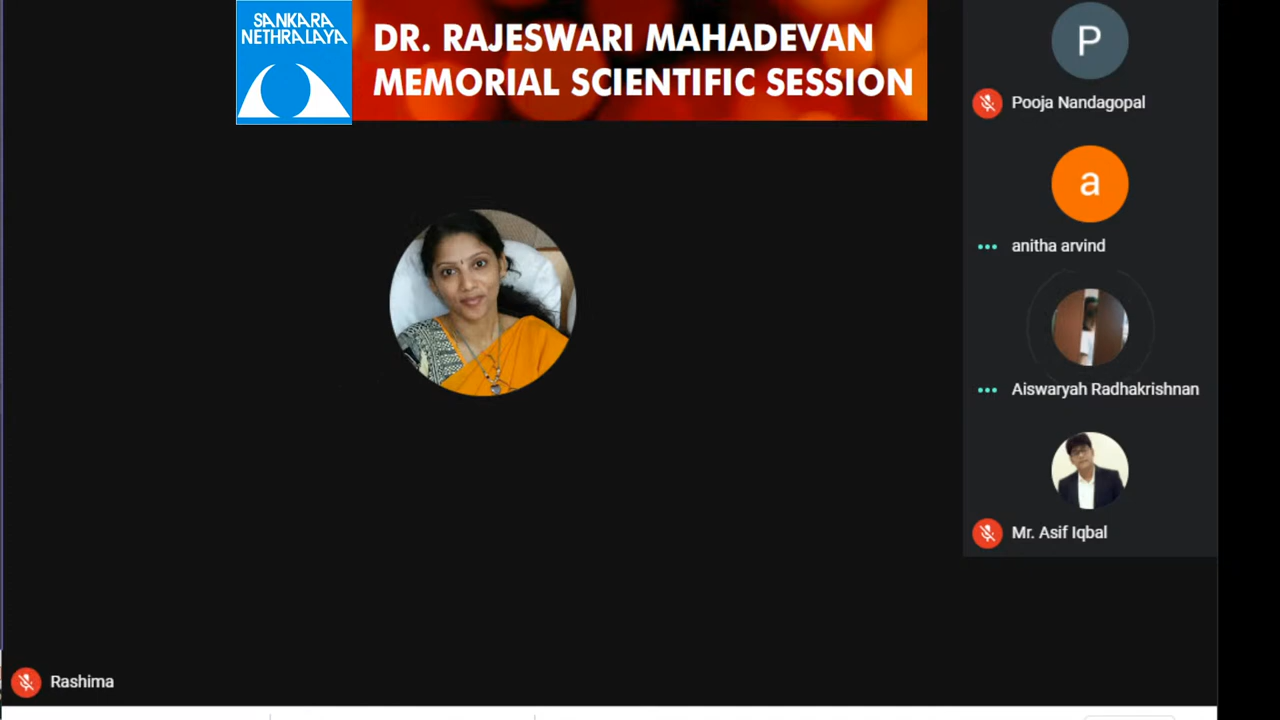 SANKARA
NETHRALAYA
DR. RAJESWARI MAHADEVAN
MEMORIAL SCIENTIFIC SESSION
P
Pooja Nandagopal
a
anitha arvind
Aiswaryah Radhakrishnan
Mr. Asif Iqbal
Rashima